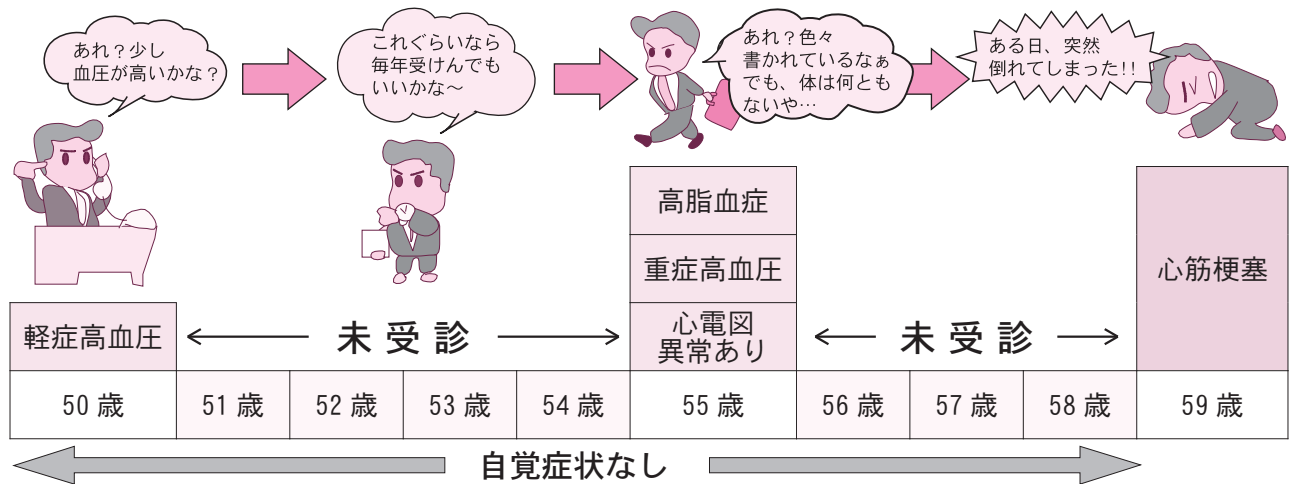 あれ?少し
血圧が高いかな?
これぐらいなら
毎年受けんでも
いいかな~
あれ?色々
書かれているなぁ
でも、体は何とも
ないや…
ある日、突然
倒れてしまった!!
高脂血症
重症高血圧
心電図
異常あり
心筋梗塞
軽症高血圧
未受診
未受診
50歳
51歳
52歳
53歳
54歳
55歳
56歳
57歳
58歳
59歳
自覚症状なし